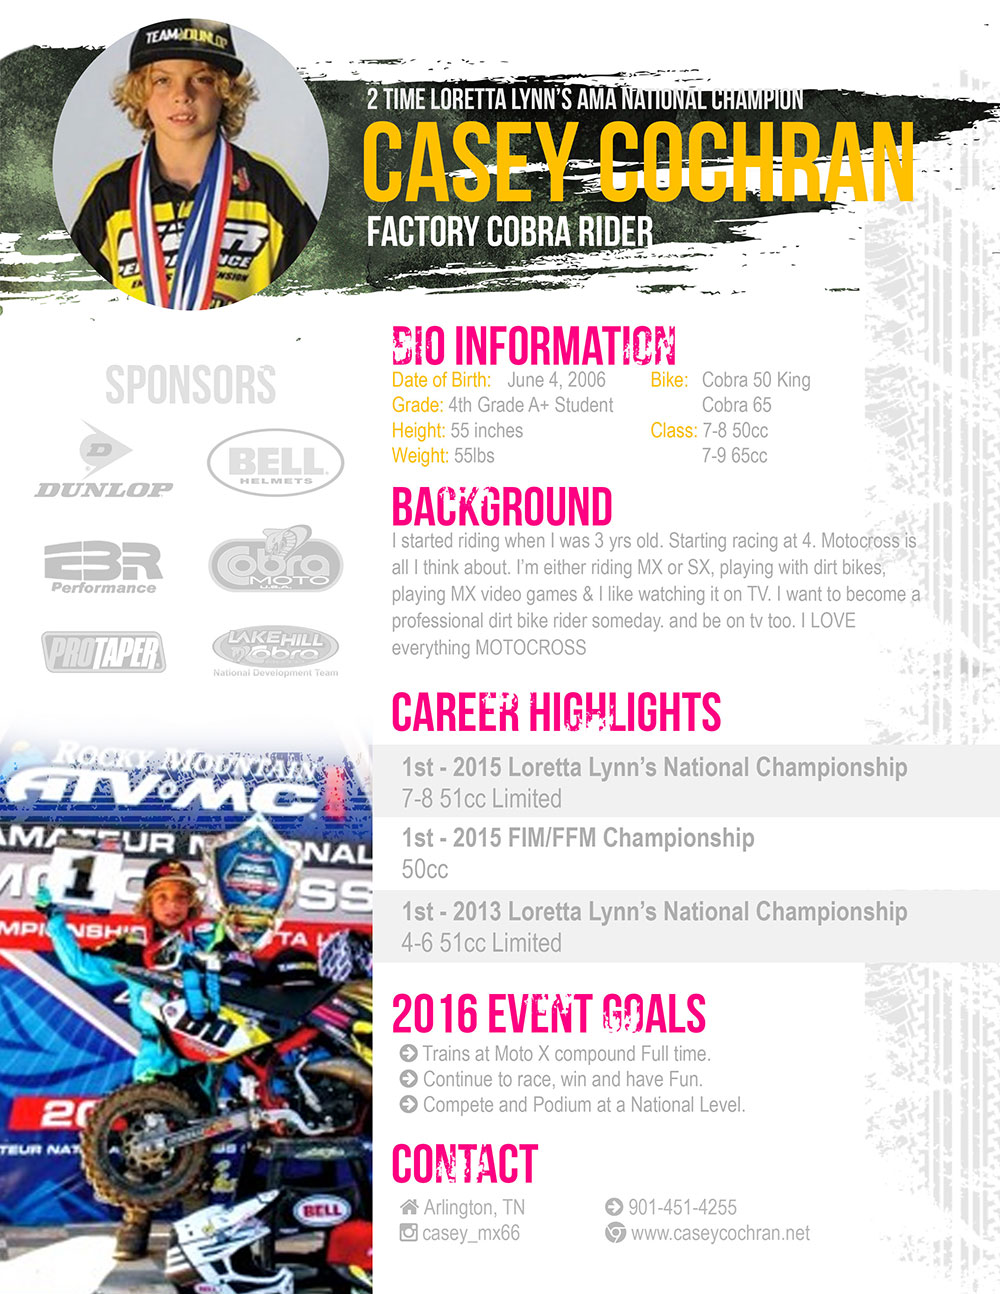 TEAM DUNLOP
2 TIME LORETTA LYNN'S AMA NATIONAL CHAMPION
CASEY COCHRAN
FACTORY COBRA RIDER
EBR
PERFORMANCE
SPONSORS
D
DUNLOP
BELL
HELMETS
EBR
Performance
Cobra
MOTO
U.S.A.
PROTAPER
LAKE HILL
Cobra
National Development Team
BIO INFORMATION
Date of Birth: June 4, 2006
Grade: 4th Grade A+ Student
Height: 55 inches
Weight: 55lbs
Bike: Cobra 50 King
Cobra 65
Class: 7-8 50cc
7-9 65cc
BACKGROUND
I started riding when I was 3 yrs old. Starting racing at 4. Motocross is
all I think about. I'm either riding MX or SX, playing with dirt bikes,
playing MX video games & I like watching it on TV. I want to become a
professional dirt bike rider someday. and be on tv too. I LOVE
everything MOTOCROSS
CAREER HIGHLIGHTS
1st - 2015 Loretta Lynn's National Championship
7-8 51cc Limited
1st - 2015 FIM/FFM Championship
50cc
1st - 2013 Loretta Lynn's National Championship
4-6 51cc Limited
2016 EVENT GOALS
Trains at Moto X compound Full time.
Continue to race, win and have Fun.
Compete and Podium at a National Level.
CONTACT
Arlington, TN
901-451-4255
casey_mx66
www.caseycochran.net
ROCKY MOUNTAIN
ATV MC
1
20
BELL
BELL